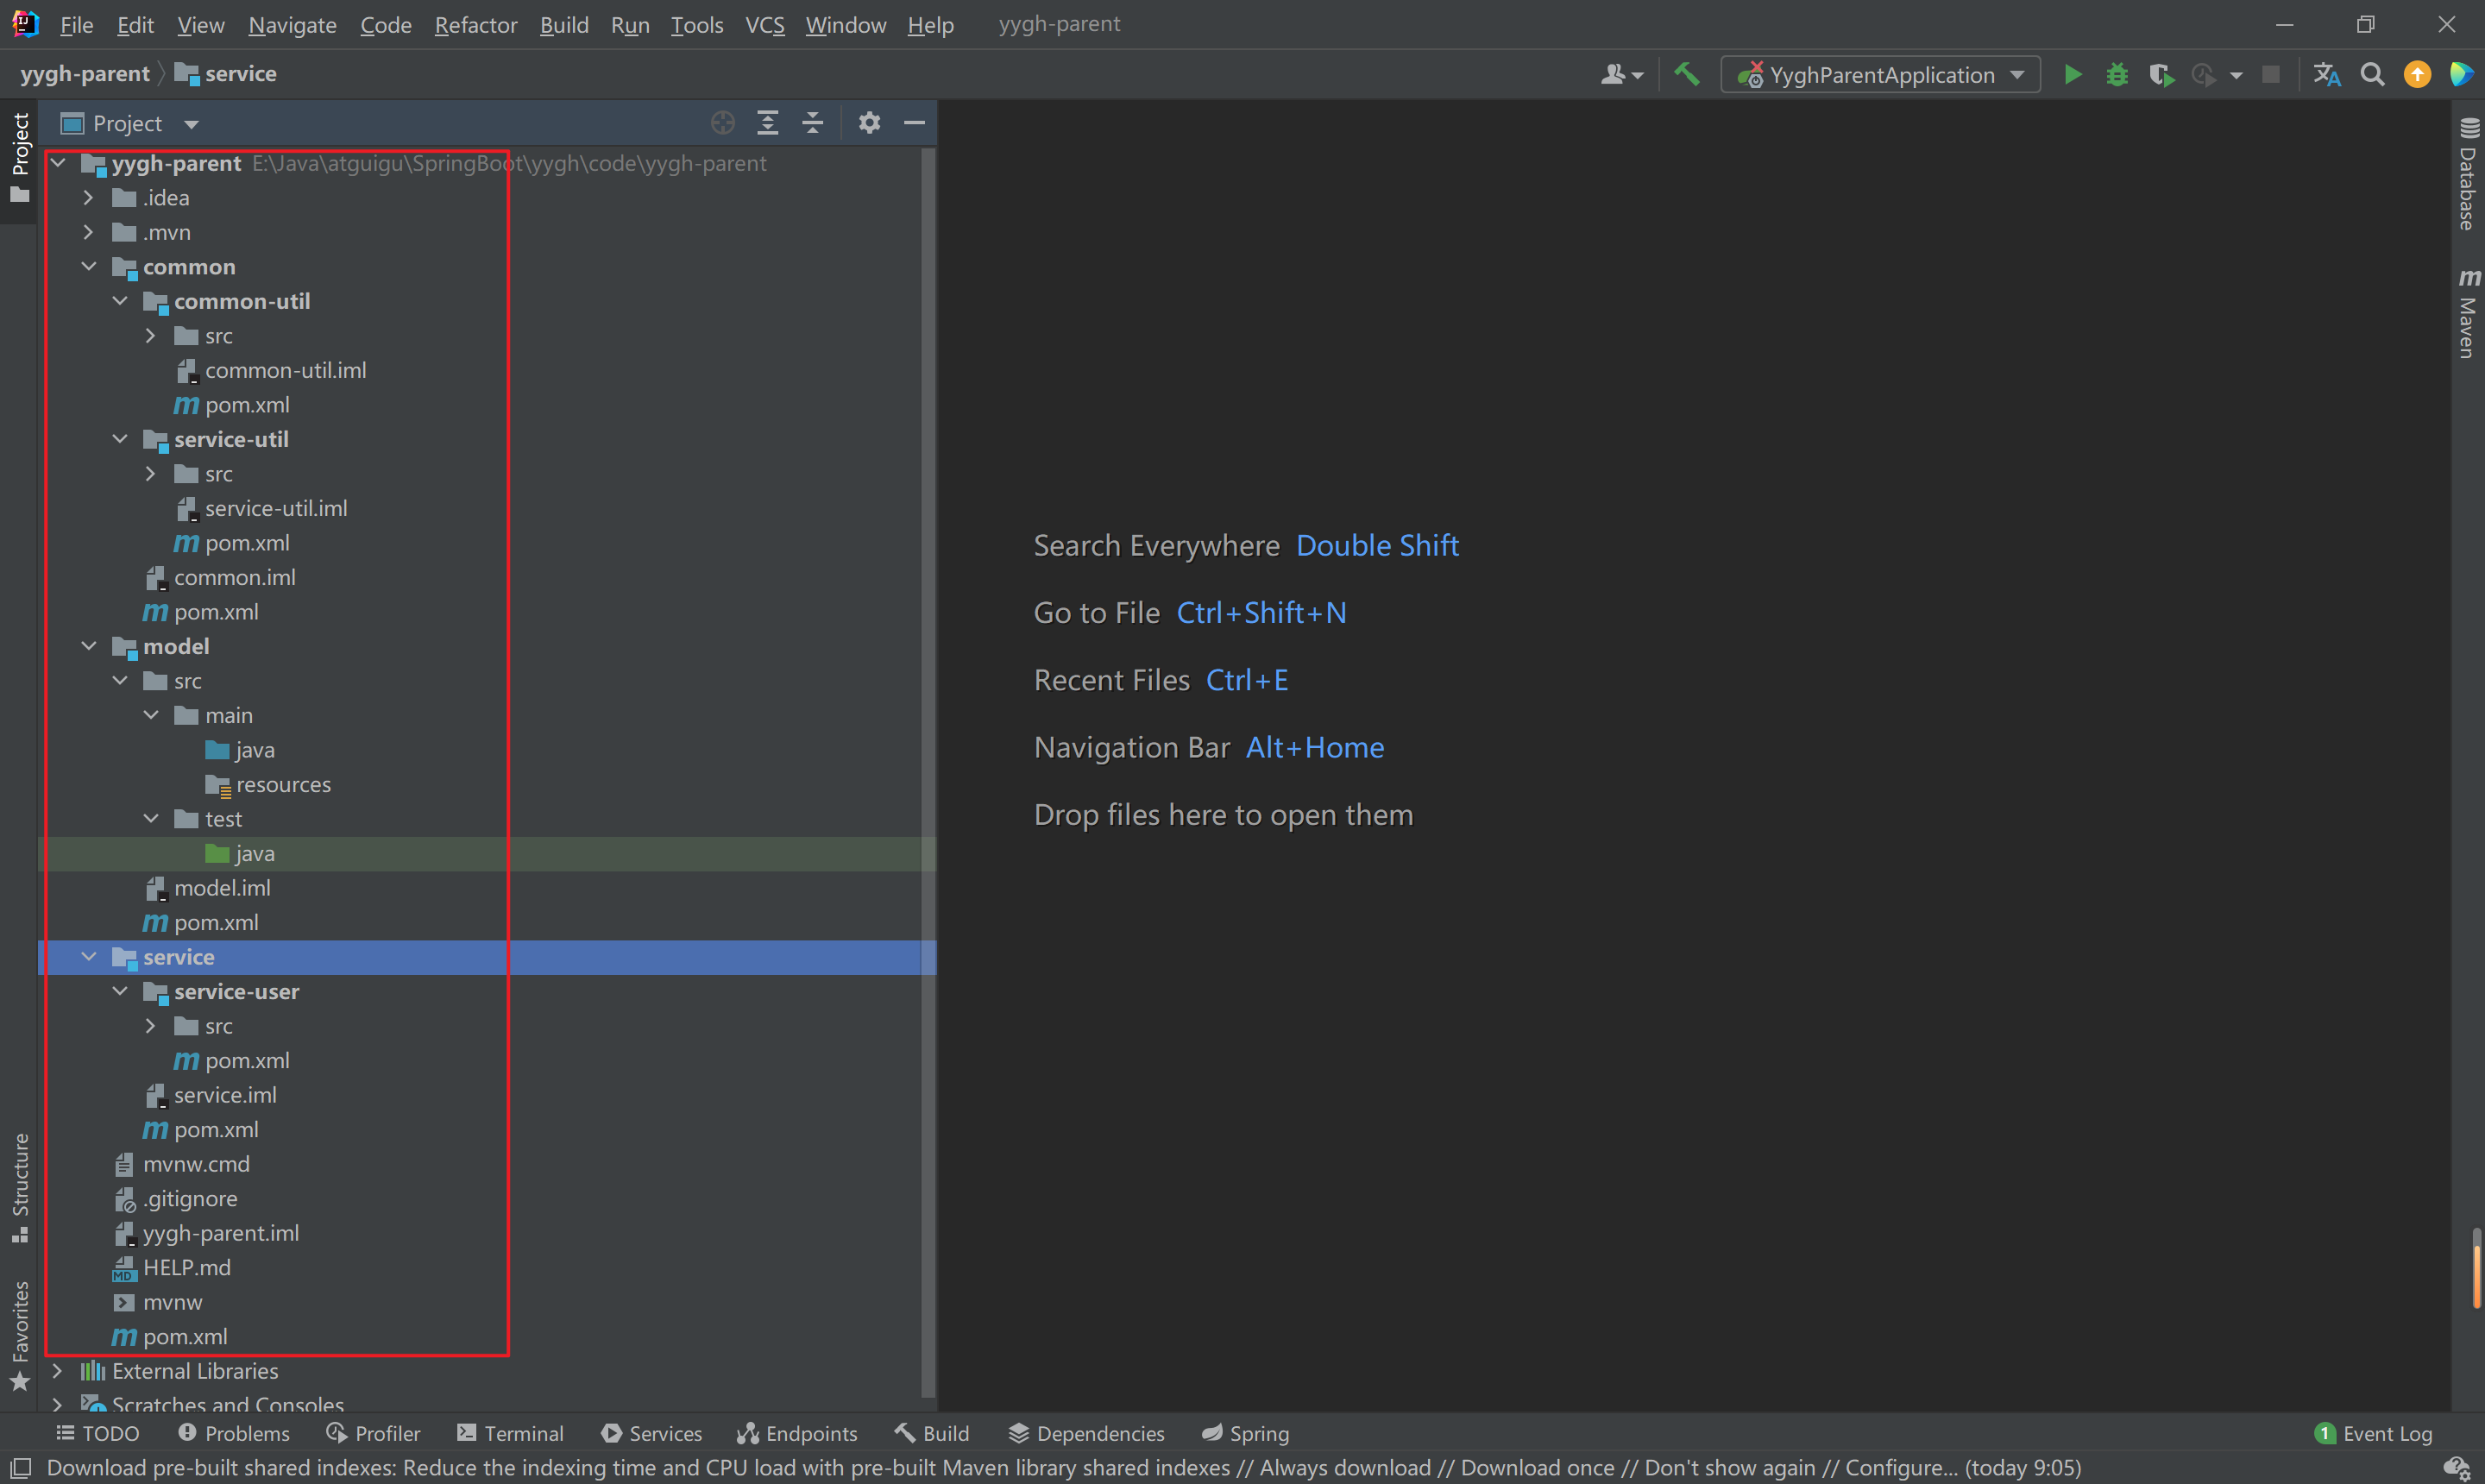 File Edit View Navigate Code Refactor Build Run Tools VCS Window Help yygh-parent
yygh-parent service YyghParentApplication
Project
yygh-parent E:\Java\atguigu\SpringBoot\yygh\code\yygh-parent
.idea
.mvn
common
common-util
src
common-util.iml
pom.xml
service-util
src
service-util.iml
pom.xml
common.iml
pom.xml
model
src
main
java
resources
test
java
model.iml
pom.xml
service
service-user
src
pom.xml
service.iml
pom.xml
mvnw.cmd
.gitignore
yygh-parent.iml
HELP.md
mvnw
pom.xml
External Libraries
Scratches and Consoles
Project
Structure
Favorites
Search Everywhere Double Shift
Go to File Ctrl+Shift+N
Recent Files Ctrl+E
Navigation Bar Alt+Home
Drop files here to open them
Database
m Maven
TODO Problems Profiler Terminal Services Endpoints Build Dependencies Spring 1 Event Log
Download pre-built shared indexes: Reduce the indexing time and CPU load with pre-built Maven library shared indexes // Always download // Download once // Don't show again // Configure... (today 9:05)